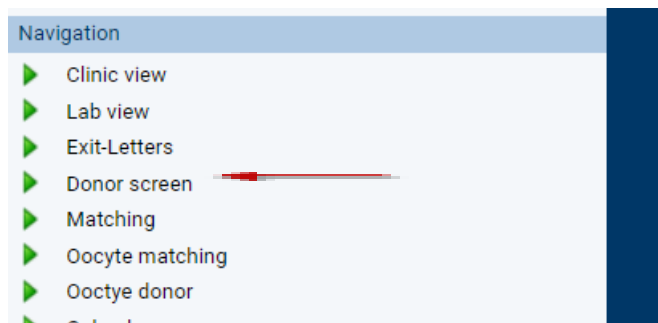 Navigation
Clinic view
Lab view
Exit-Letters
Donor screen
Matching
Oocyte matching
Ooctye donor